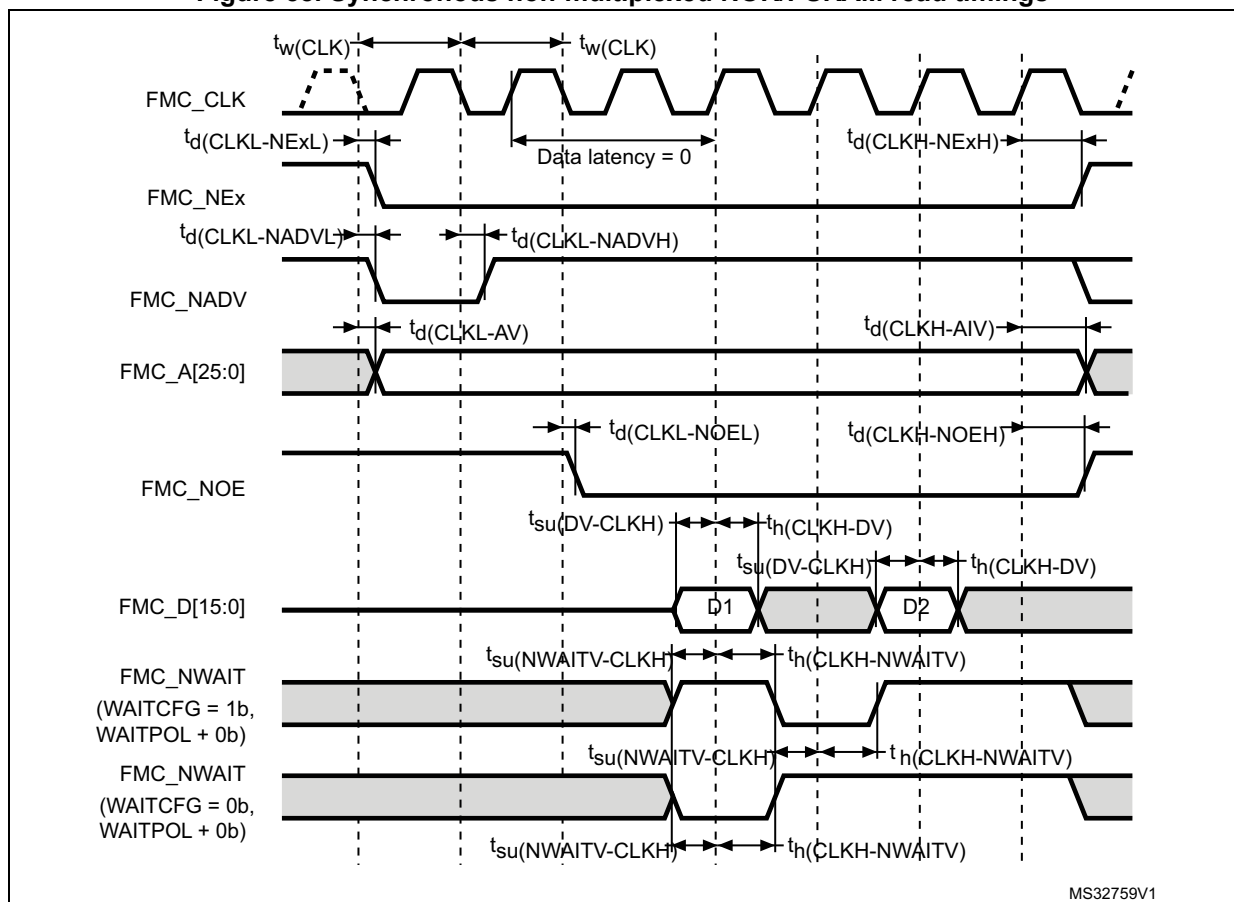 tw(CLK) tw(CLK)
FMC_CLK
td(CLKL-NExL) Data latency = 0 td(CLKH-NExH)
FMC_NEx
td(CLKL-NADVL) td(CLKL-NADVH)
FMC_NADV
td(CLKL-AV) td(CLKH-AIV)
FMC_A[25:0]
td(CLKL-NOEL) td(CLKH-NOEH)
FMC_NOE
tsu(DV-CLKH) th(CLKH-DV)
tsu(DV-CLKH) th(CLKH-DV)
FMC_D[15:0] D1 D2
tsu(NWAITV-CLKH) th(CLKH-NWAITV)
FMC_NWAIT
(WAITCFG = 1b,
WAITPOL + 0b)
tsu(NWAITV-CLKH) th(CLKH-NWAITV)
FMC_NWAIT
(WAITCFG = 0b,
WAITPOL + 0b)
tsu(NWAITV-CLKH) th(CLKH-NWAITV)
MS32759V1